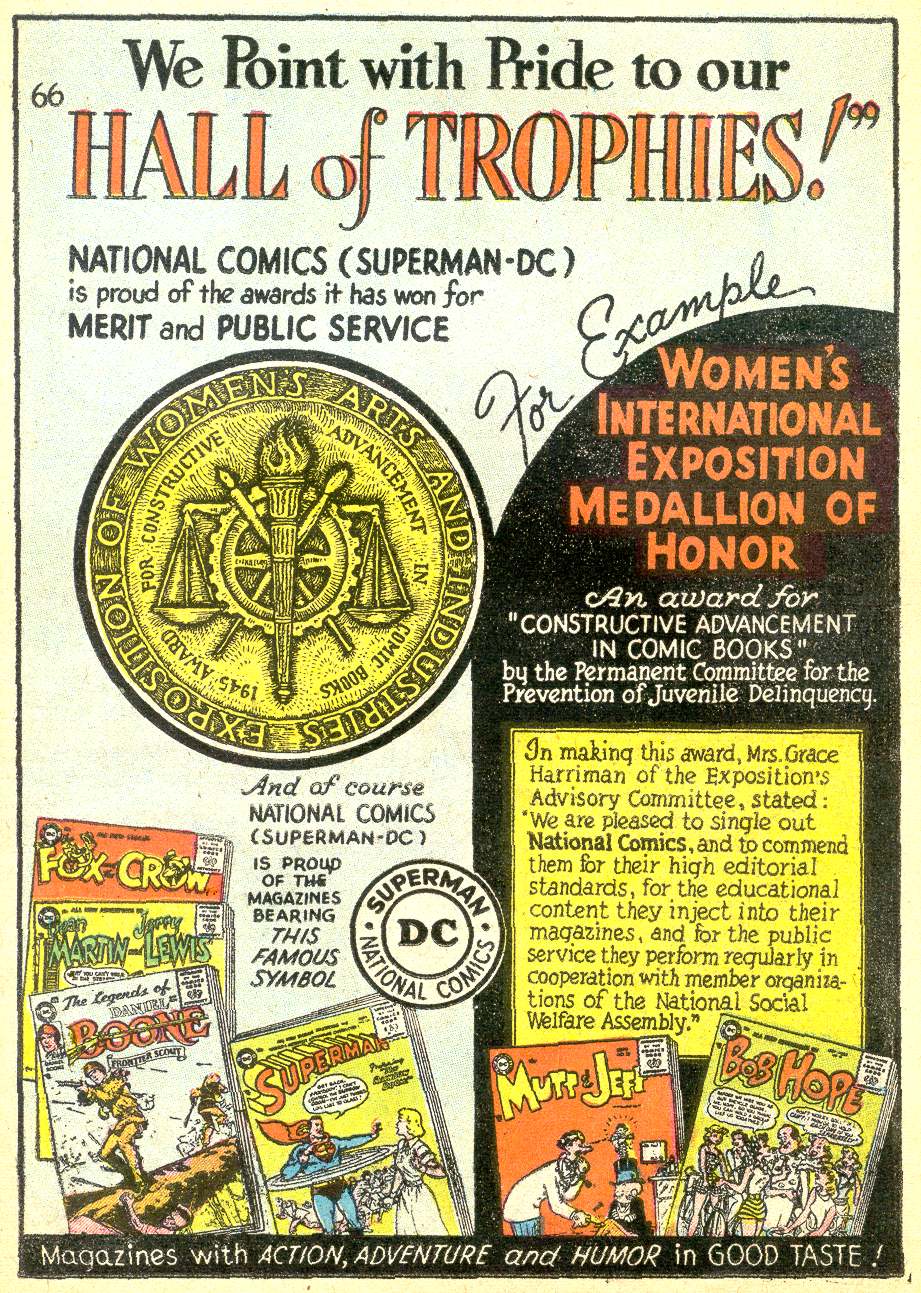 We Point with Pride to our
"HALL of TROPHIES!"
NATIONAL COMICS (SUPERMAN-DC)
is proud of the awards it has won for
MERIT and PUBLIC SERVICE
For Example
WOMEN'S
INTERNATIONAL
EXPOSITION
MEDALLION OF
HONOR
An award for
"CONSTRUCTIVE ADVANCEMENT
IN COMIC BOOKS"
by the Permanent Committee for the
Prevention of Juvenile Delinquency.
EXPOSITION OF WOMEN'S ARTS AND INDUSTRIES
1945 AWARD FOR CONSTRUCTIVE ADVANCEMENT IN COMIC BOOKS
In making this award, Mrs. Grace
Harriman of the Exposition's
Advisory Committee, stated:
"We are pleased to single out
National Comics, and to commend
them for their high editorial
standards, for the educational
content they inject into their
magazines, and for the public
service they perform regularly in
cooperation with member organiza-
tions of the National Social
Welfare Assembly."
And of course
NATIONAL COMICS
(SUPERMAN-DC)
IS PROUD
OF THE
MAGAZINES
BEARING
THIS
FAMOUS
SYMBOL
SUPERMAN
DC
NATIONAL COMICS
FOX and CROW
Dean Jerry
MARTIN and LEWIS
The Legends of
DANIEL
BOONE
FRONTIER SCOUT
SUPERMAN
MUTT & JEFF
BOB HOPE
Magazines with ACTION, ADVENTURE and HUMOR in GOOD TASTE!